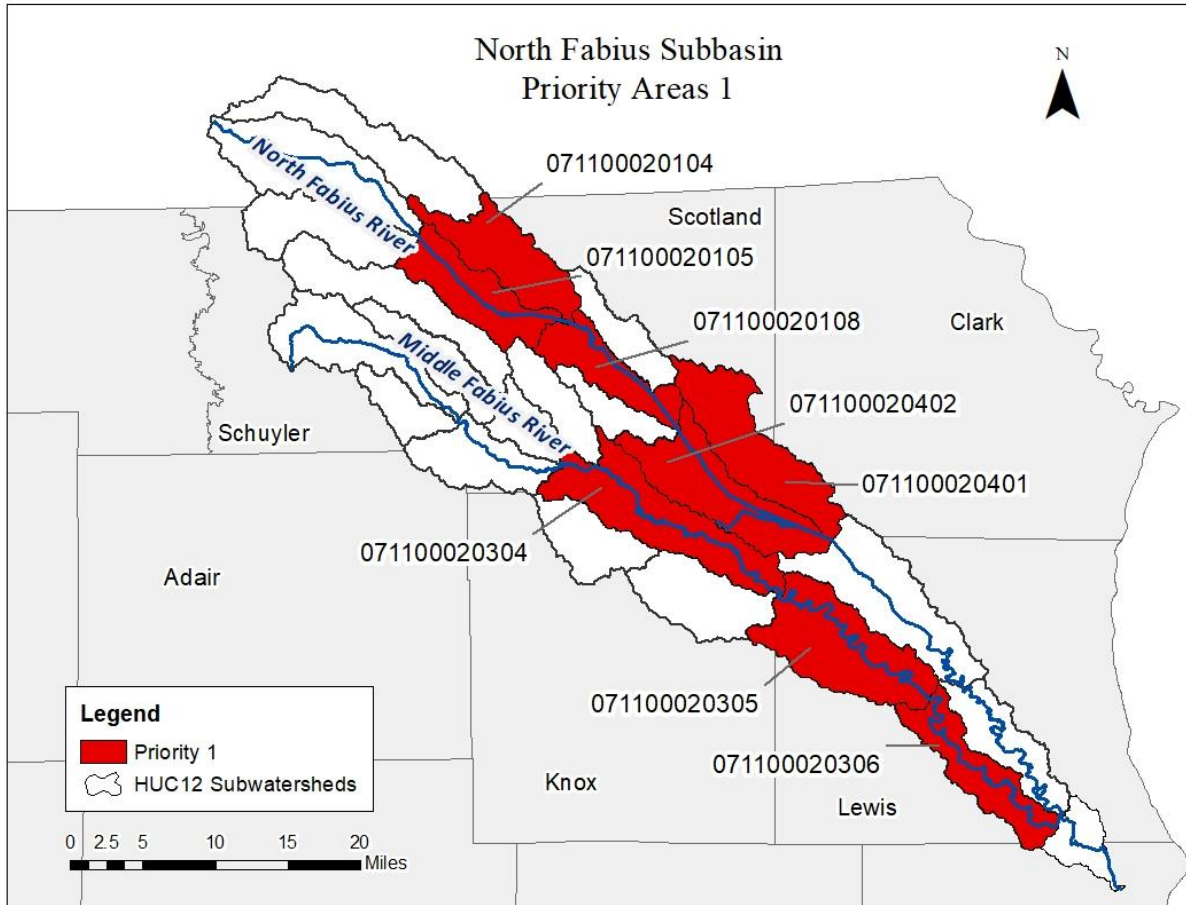 North Fabius Subbasin
Priority Areas 1
N
North Fabius River
071100020104
Scotland
071100020105
071100020108
Clark
Middle Fabius River
071100020402
Schuyler
071100020401
071100020304
Adair
071100020305
071100020306
Knox
Lewis
Legend
Priority 1
HUC12 Subwatersheds
0 2.5 5 10 15 20
Miles